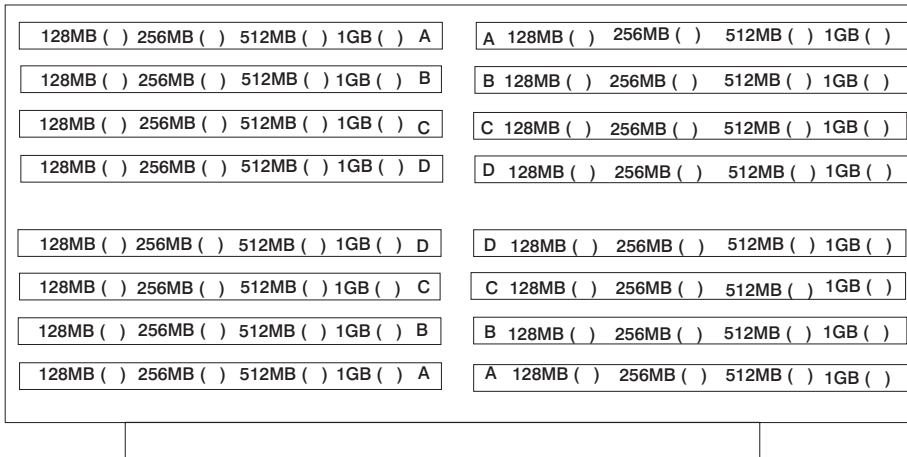 128MB ( ) 256MB ( ) 512MB ( ) 1GB ( ) A A 128MB ( ) 256MB ( ) 512MB ( ) 1GB ( )
128MB ( ) 256MB ( ) 512MB ( ) 1GB ( ) B B 128MB ( ) 256MB ( ) 512MB ( ) 1GB ( )
128MB ( ) 256MB ( ) 512MB ( ) 1GB ( ) C C 128MB ( ) 256MB ( ) 512MB ( ) 1GB ( )
128MB ( ) 256MB ( ) 512MB ( ) 1GB ( ) D D 128MB ( ) 256MB ( ) 512MB ( ) 1GB ( )
128MB ( ) 256MB ( ) 512MB ( ) 1GB ( ) D D 128MB ( ) 256MB ( ) 512MB ( ) 1GB ( )
128MB ( ) 256MB ( ) 512MB ( ) 1GB ( ) C C 128MB ( ) 256MB ( ) 512MB ( ) 1GB ( )
128MB ( ) 256MB ( ) 512MB ( ) 1GB ( ) B B 128MB ( ) 256MB ( ) 512MB ( ) 1GB ( )
128MB ( ) 256MB ( ) 512MB ( ) 1GB ( ) A A 128MB ( ) 256MB ( ) 512MB ( ) 1GB ( )